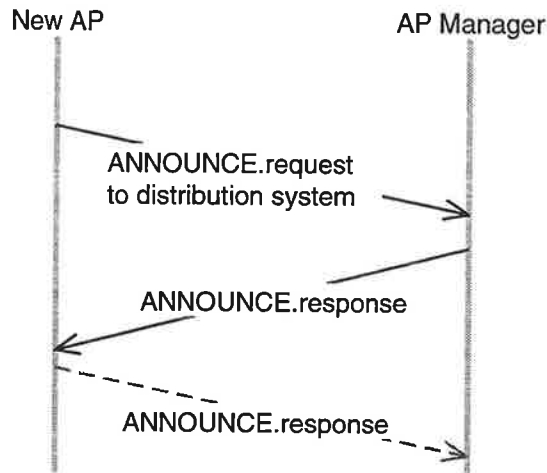 New AP
AP Manager
ANNOUNCE.request
to distribution system
ANNOUNCE.response
ANNOUNCE.response